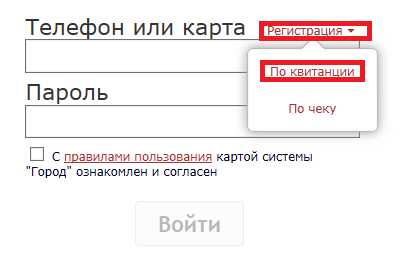 Телефон или карта
Регистрация
По квитанции
Пароль
По чеку
С правилами пользования картой системы
"Город" ознакомлен и согласен
Войти